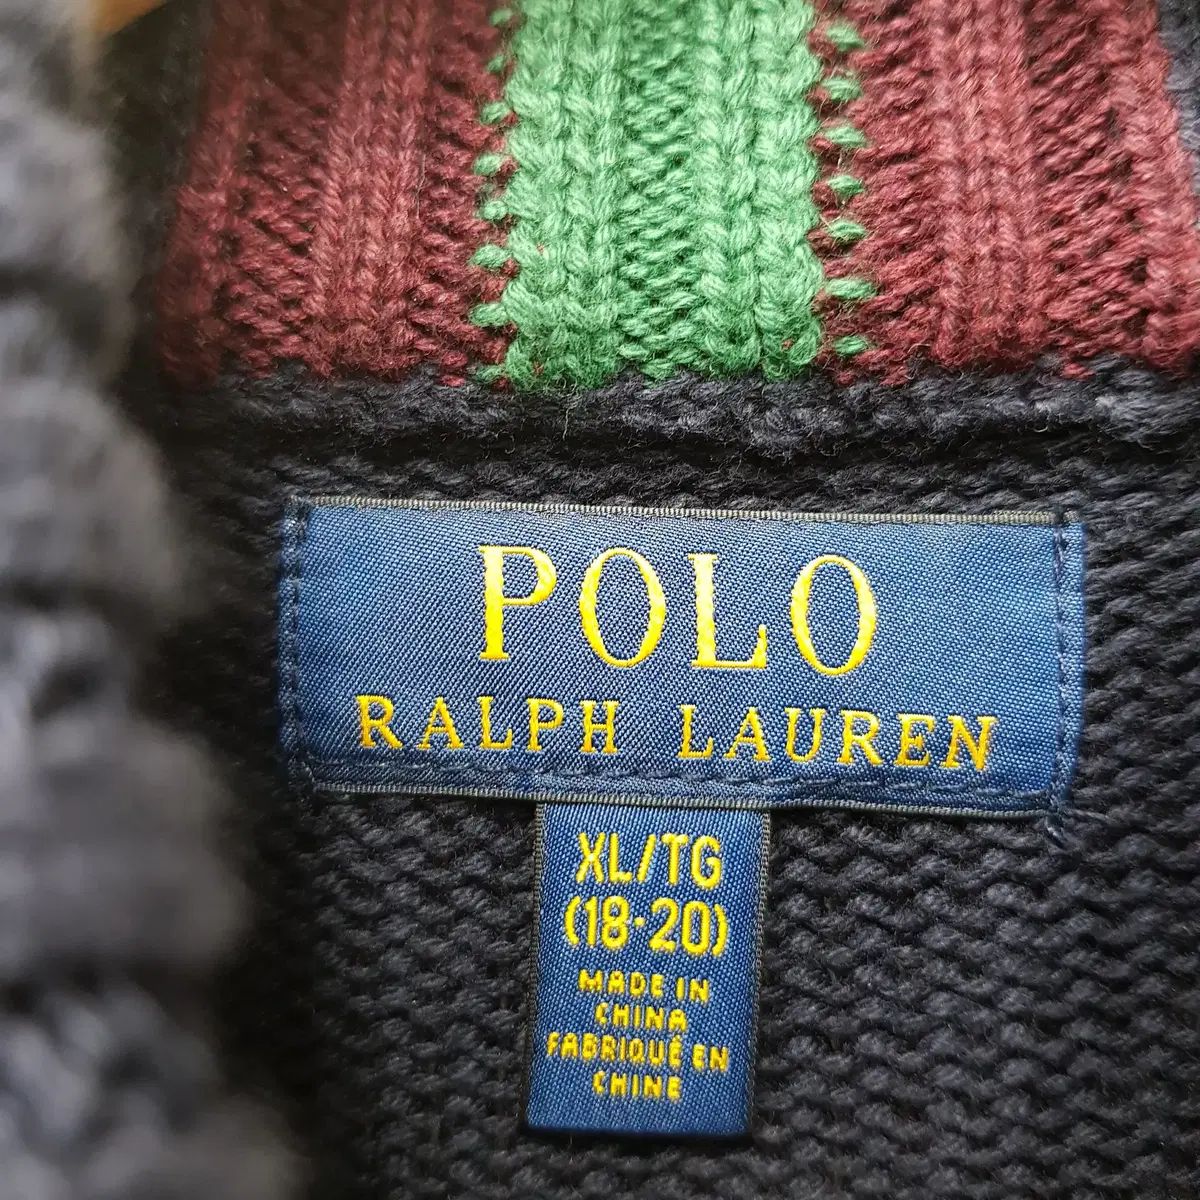 POLO
RALPH LAUREN
XL/TG
(18-20)
MADE IN
CHINA
FABRIQUÉ EN
CHINE